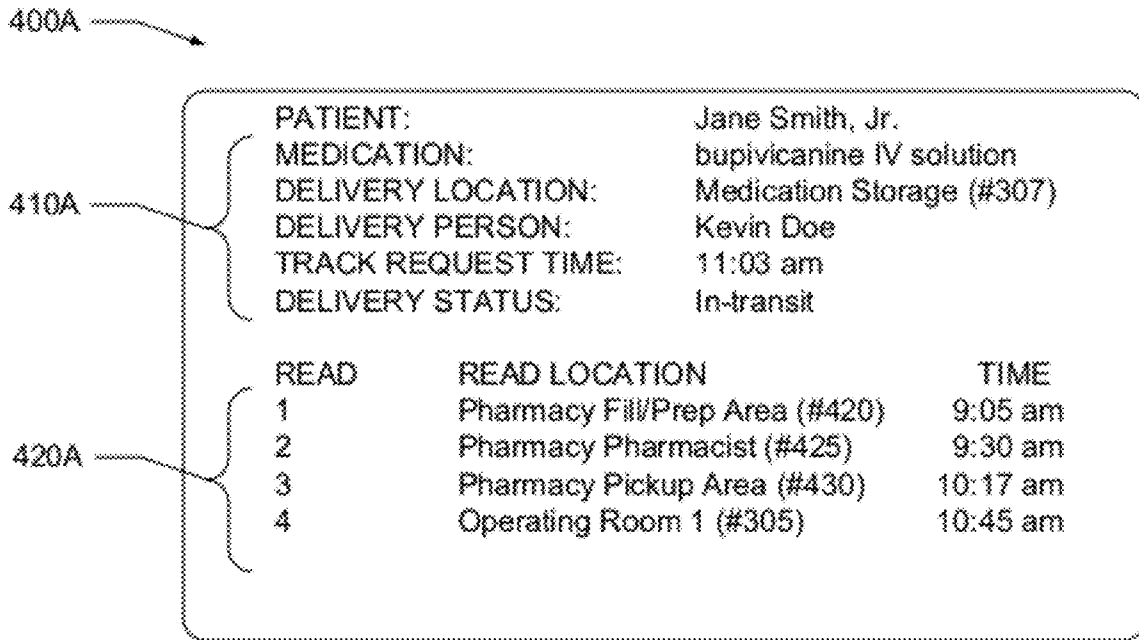 400A
PATIENT: Jane Smith, Jr.
MEDICATION: bupivicanine IV solution
410A
DELIVERY LOCATION: Medication Storage (#307)
DELIVERY PERSON: Kevin Doe
TRACK REQUEST TIME: 11:03 am
DELIVERY STATUS: In-transit
READ READ LOCATION TIME
1 Pharmacy Fill/Prep Area (#420) 9:05 am
420A
2 Pharmacy Pharmacist (#425) 9:30 am
3 Pharmacy Pickup Area (#430) 10:17 am
4 Operating Room 1 (#305) 10:45 am